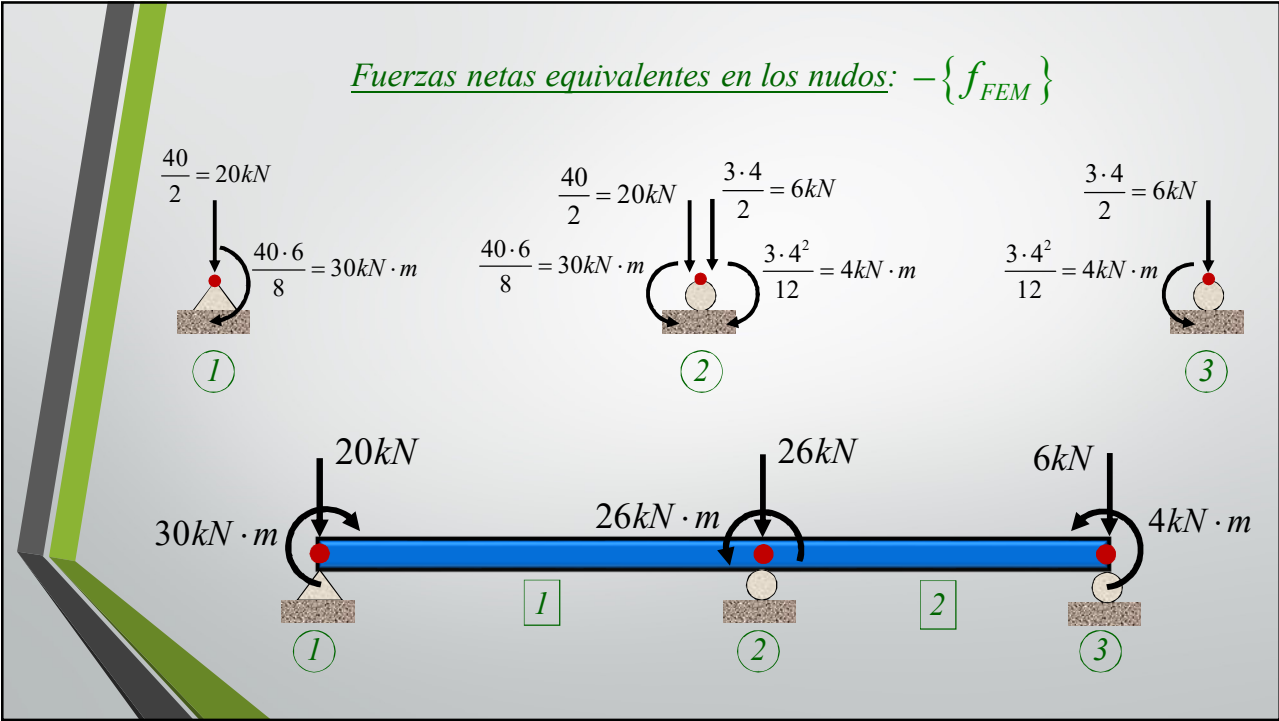 Fuerzas netas equivalentes en los nudos: −{f_FEM}
40/2 = 20kN
40·6/8 = 30kN·m
1
40/2 = 20kN
3·4/2 = 6kN
40·6/8 = 30kN·m
3·4²/12 = 4kN·m
2
3·4/2 = 6kN
3·4²/12 = 4kN·m
3
20kN
30kN·m
26kN
26kN·m
6kN
4kN·m
1
2
1
2
3